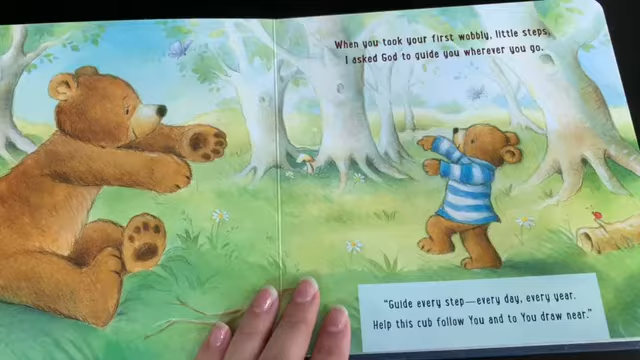 When you took your first wobbly, little steps,
I asked God to guide you wherever you go.
"Guide every step—every day, every year.
Help this cub follow You and to You draw near."